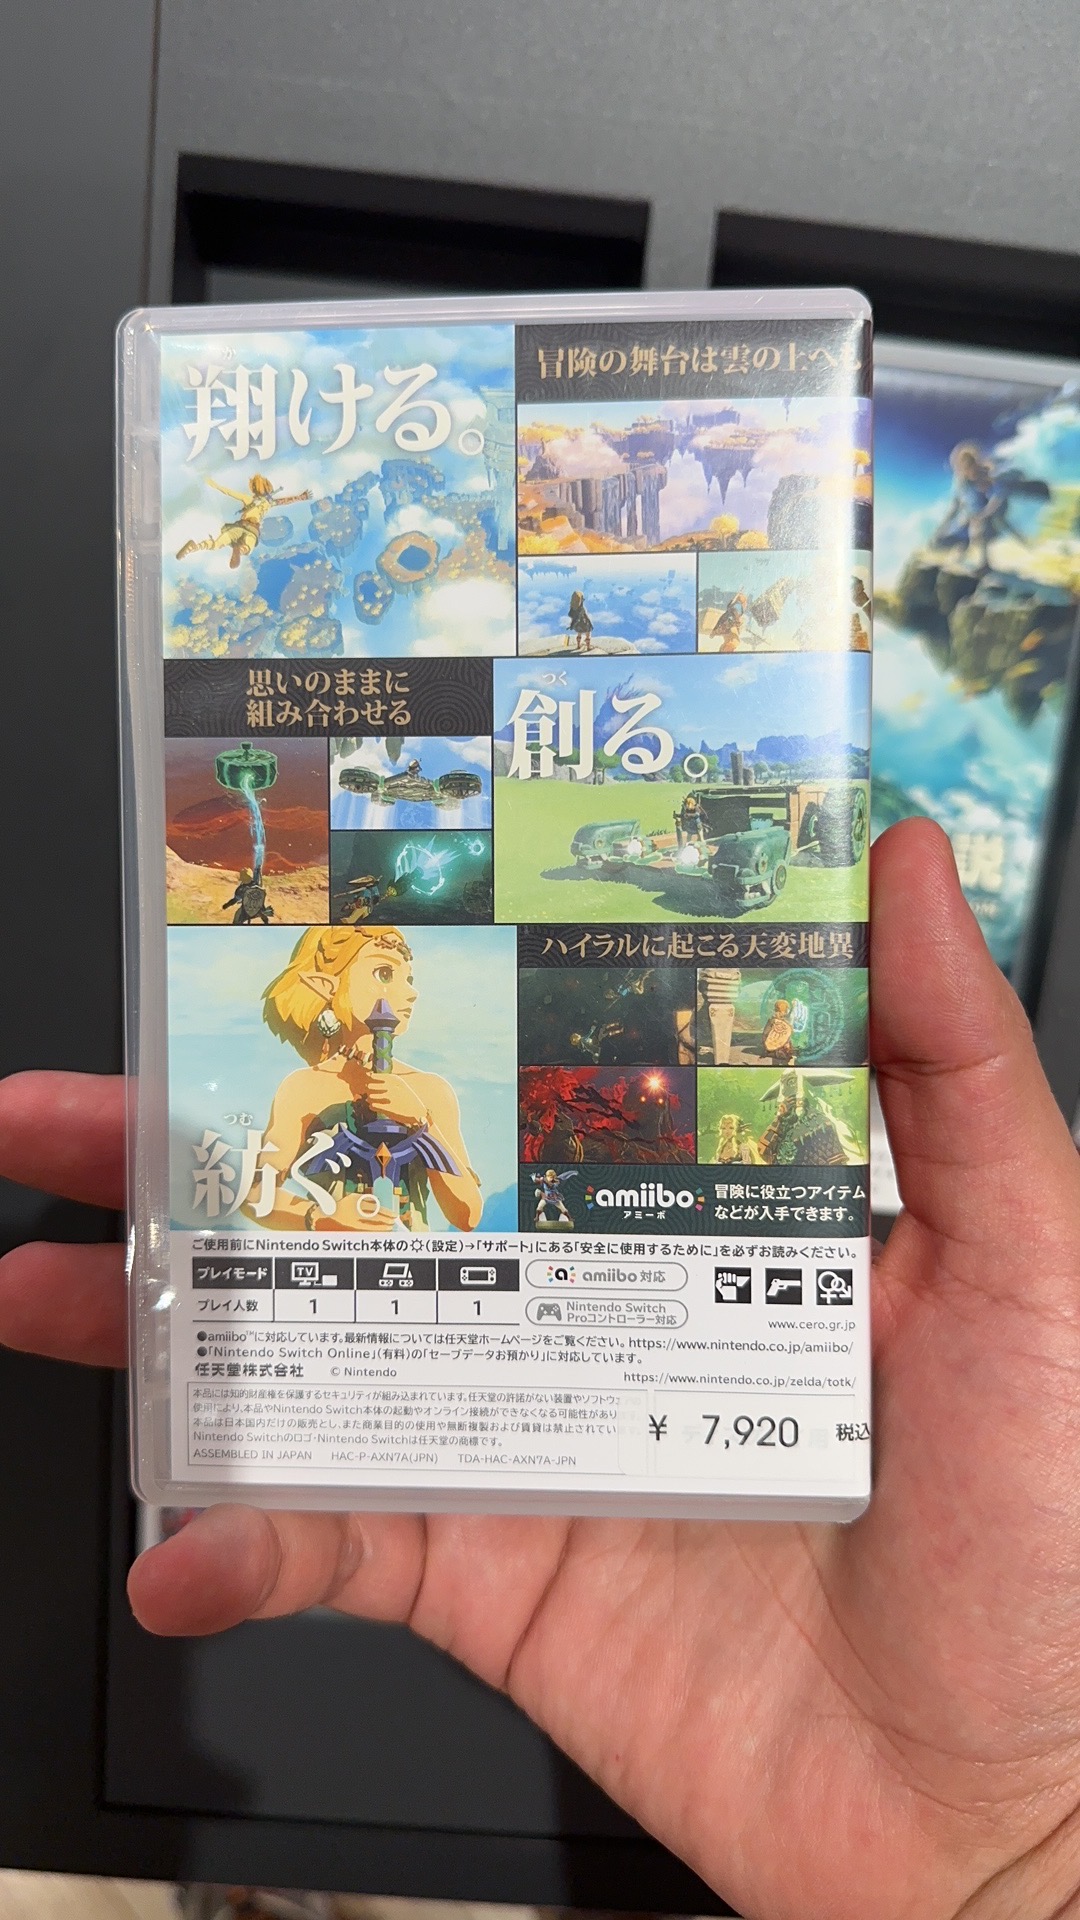 か
翔ける。
冒険の舞台は雲の上へも
思いのままに
組み合わせる
つく
創る。
ハイラルに起こる天変地異
つむ
紡ぐ。
amiibo
アミーボ
冒険に役立つアイテム
などが入手できます。
ご使用前にNintendo Switch本体の(設定)→「サポート」にある「安全に使用するために」を必ずお読みください。
プレイモード TV
プレイ人数 1 1 1
amiibo対応
Nintendo Switch
Proコントローラー対応
www.cero.gr.jp
●amiibo™に対応しています。最新情報については任天堂ホームページをご覧ください。https://www.nintendo.co.jp/amiibo/
●「Nintendo Switch Online」(有料)の「セーブデータお預かり」に対応しています。
任天堂株式会社 © Nintendo
https://www.nintendo.co.jp/zelda/totk/
本品には知的財産権を保護するセキュリティが組み込まれています。任天堂の許諾がない装置やソフトウ
使用により、本品やNintendo Switch本体の起動やオンライン接続ができなくなる可能性があり
本品は日本国内だけの販売とし、また商業目的の使用や無断複製および賃貸は禁止されてい
Nintendo Switchのロゴ・Nintendo Switchは任天堂の商標です。
ASSEMBLED IN JAPAN HAC-P-AXN7A(JPN) TDA-HAC-AXN7A-JPN
¥ 7,920 税込
説